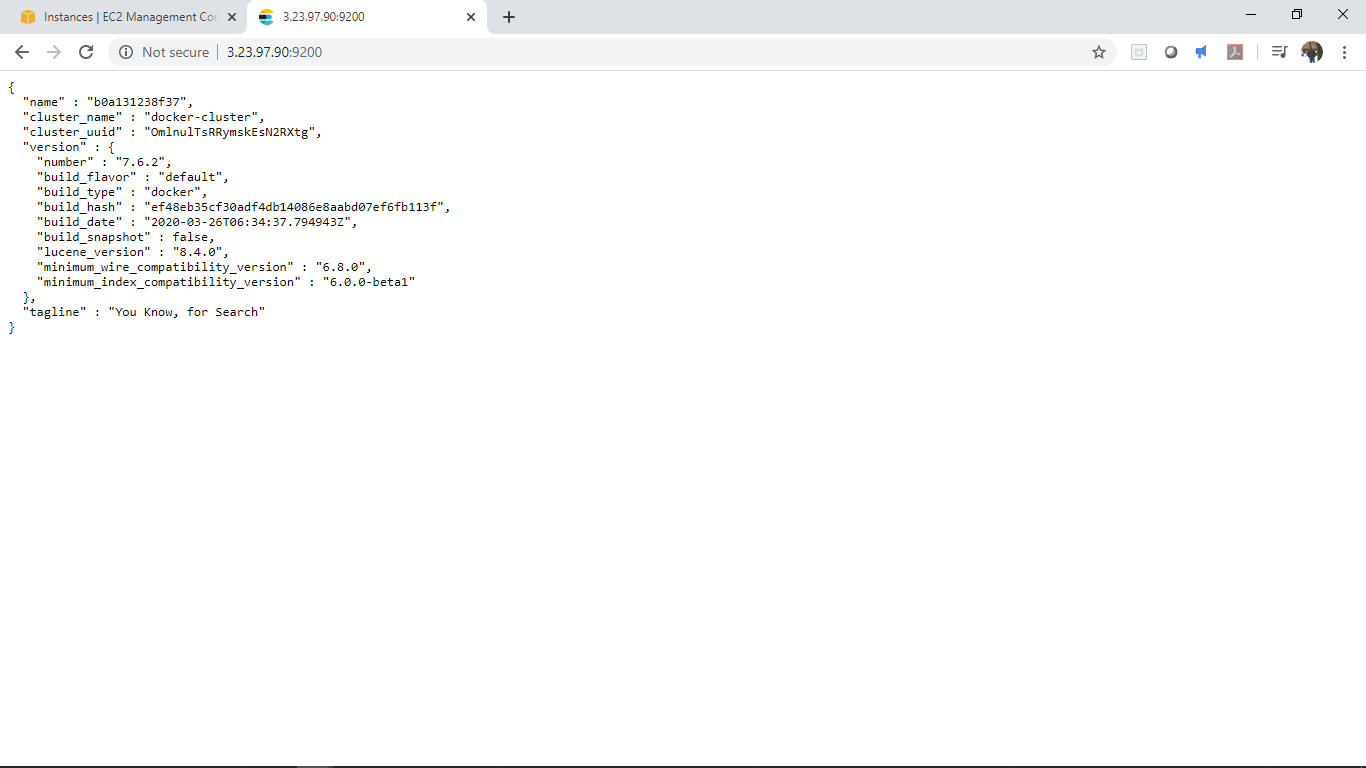 Instances | EC2 Management Con
3.23.97.90:9200
Not secure
3.23.97.90:9200
{
  "name" : "b0a131238f37",
  "cluster_name" : "docker-cluster",
  "cluster_uuid" : "OmlnulTsRRymskEsN2RXtg",
  "version" : {
    "number" : "7.6.2",
    "build_flavor" : "default",
    "build_type" : "docker",
    "build_hash" : "ef48eb35cf30adf4db14086e8aabd07ef6fb113f",
    "build_date" : "2020-03-26T06:34:37.794943Z",
    "build_snapshot" : false,
    "lucene_version" : "8.4.0",
    "minimum_wire_compatibility_version" : "6.8.0",
    "minimum_index_compatibility_version" : "6.0.0-beta1"
  },
  "tagline" : "You Know, for Search"
}